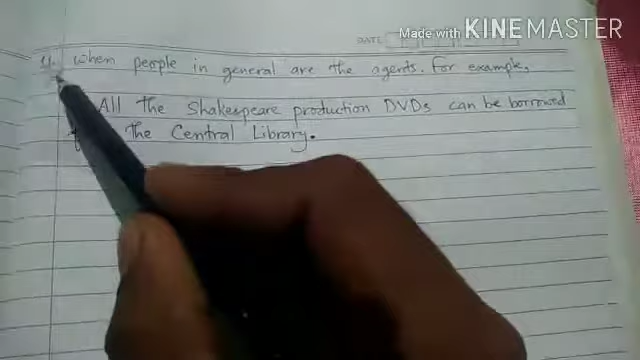 Made with KINEMASTER
DATE
4. When people in general are the agents. For example,
All the Shakespeare production DVDs can be borrowed
the Central Library.